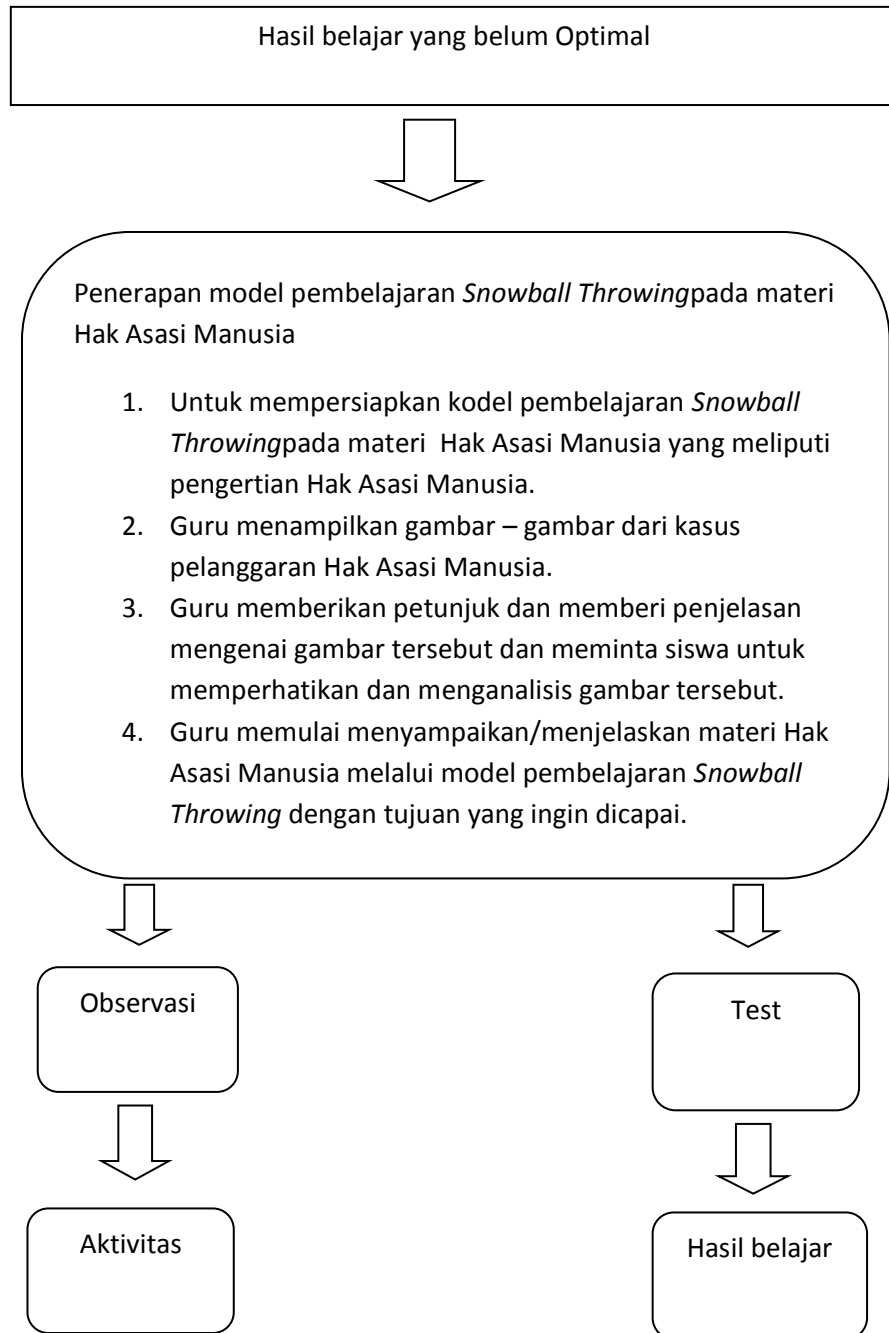 Hasil belajar yang belum Optimal
Penerapan model pembelajaran Snowball Throwingpada materi
Hak Asasi Manusia
1. Untuk mempersiapkan kodel pembelajaran Snowball
Throwingpada materi  Hak Asasi Manusia yang meliputi
pengertian Hak Asasi Manusia.
2. Guru menampilkan gambar – gambar dari kasus
pelanggaran Hak Asasi Manusia.
3. Guru memberikan petunjuk dan memberi penjelasan
mengenai gambar tersebut dan meminta siswa untuk
memperhatikan dan menganalisis gambar tersebut.
4. Guru memulai menyampaikan/menjelaskan materi Hak
Asasi Manusia melalui model pembelajaran Snowball
Throwing dengan tujuan yang ingin dicapai.
Observasi
Test
Aktivitas
Hasil belajar